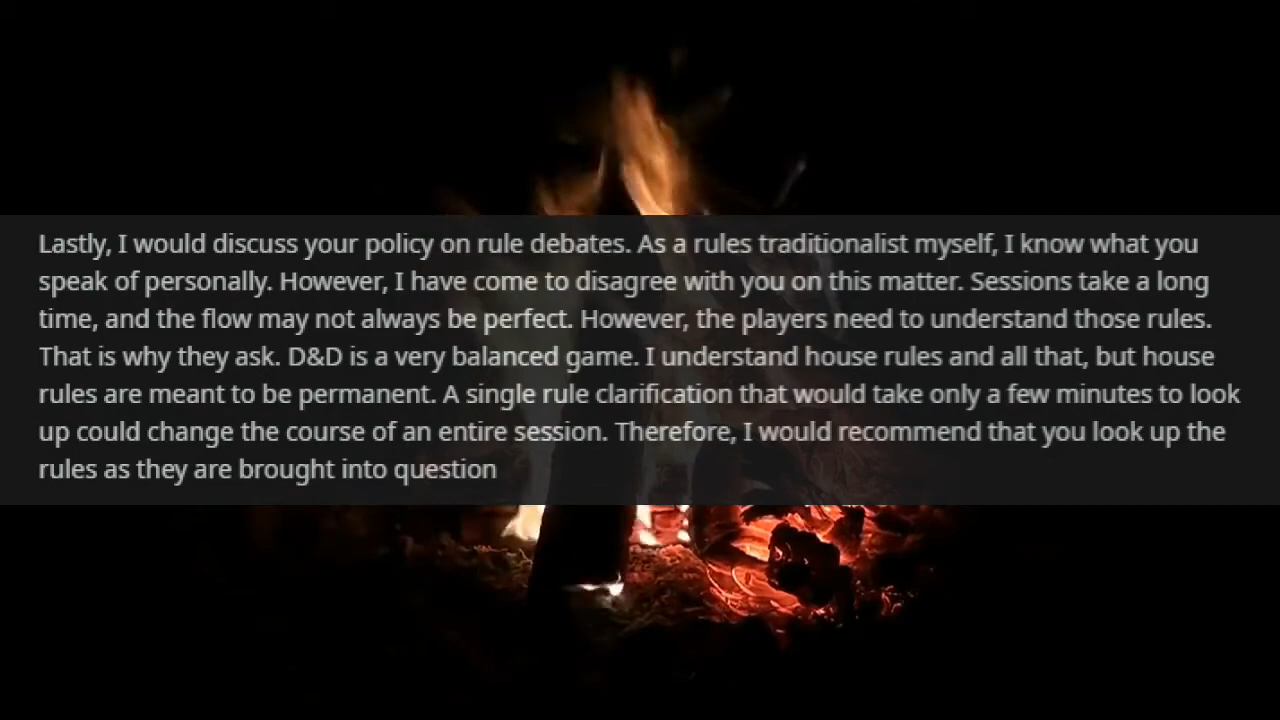 Lastly, I would discuss your policy on rule debates. As a rules traditionalist myself, I know what you
speak of personally. However, I have come to disagree with you on this matter. Sessions take a long
time, and the flow may not always be perfect. However, the players need to understand those rules.
That is why they ask. D&D is a very balanced game. I understand house rules and all that, but house
rules are meant to be permanent. A single rule clarification that would take only a few minutes to look
up could change the course of an entire session. Therefore, I would recommend that you look up the
rules as they are brought into question